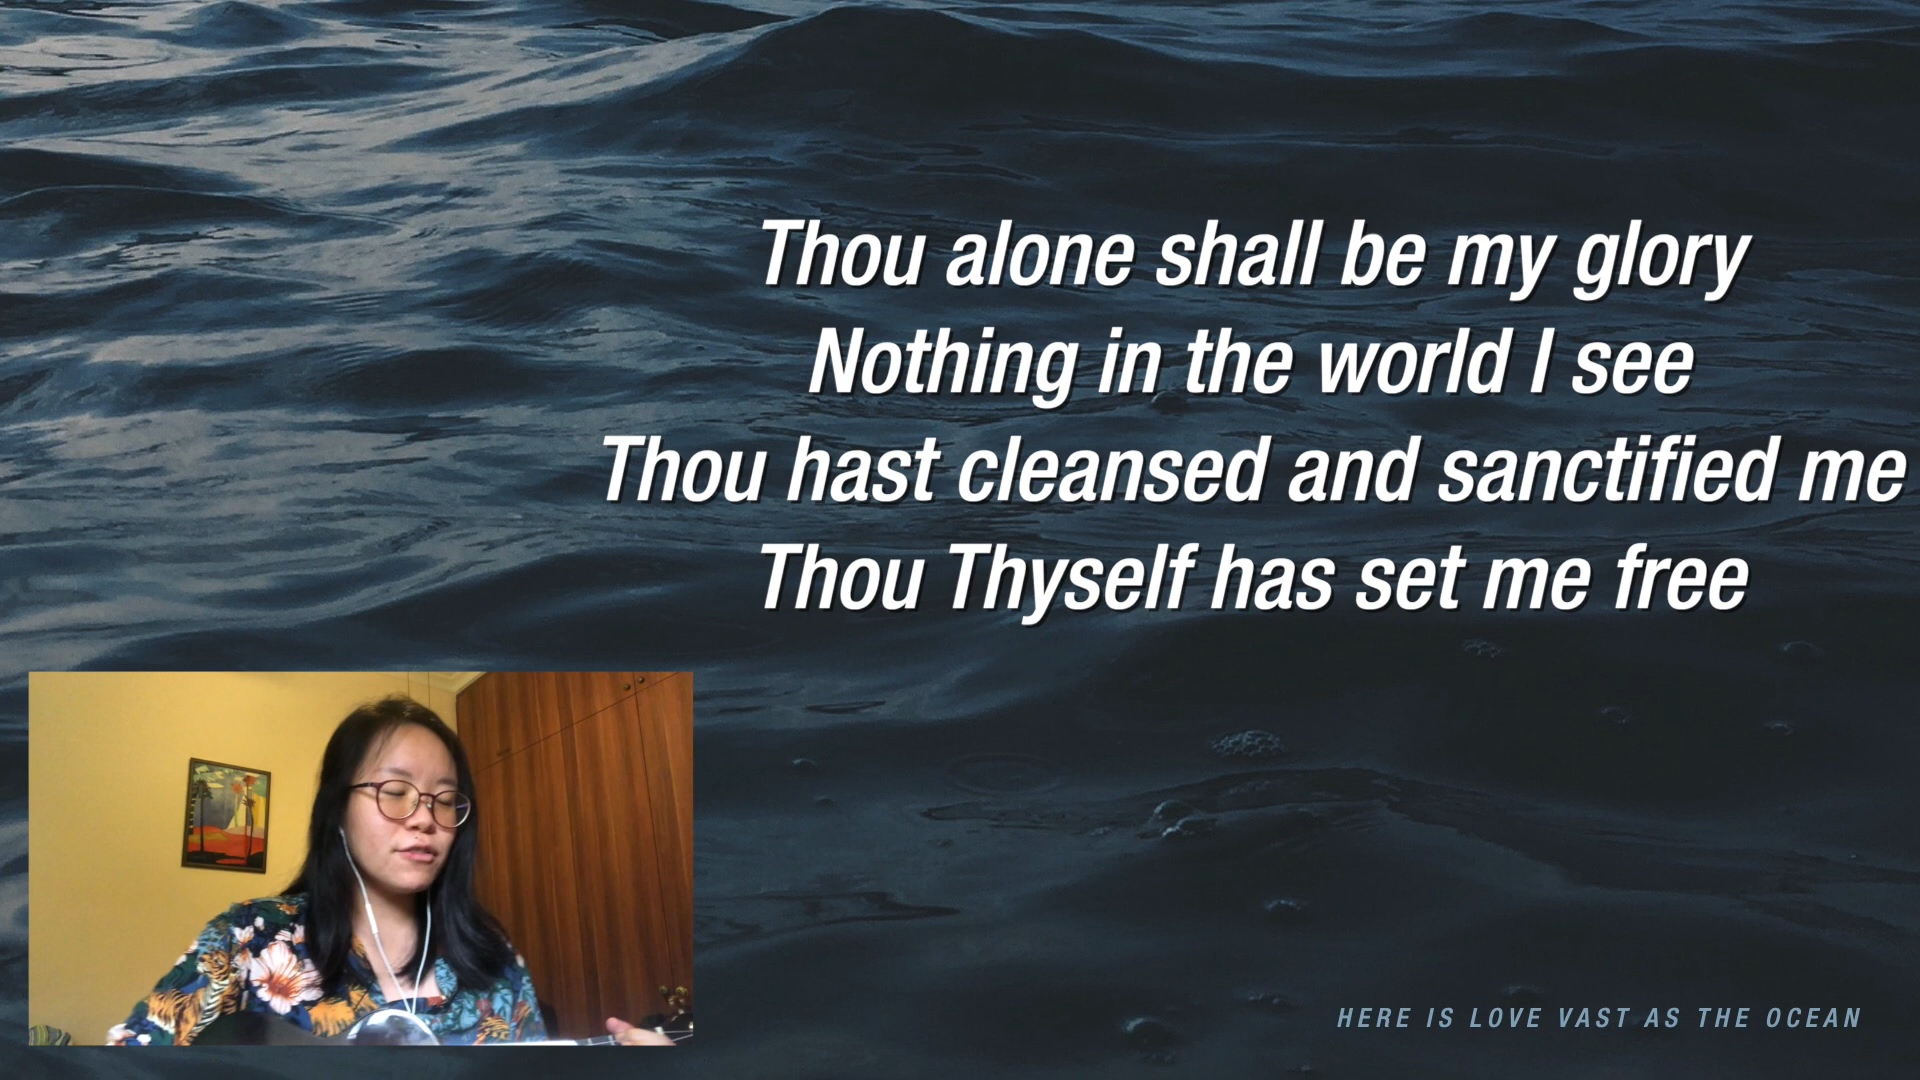 Thou alone shall be my glory
Nothing in the world I see
Thou hast cleansed and sanctified me
Thou Thyself has set me free
HERE IS LOVE VAST AS THE OCEAN